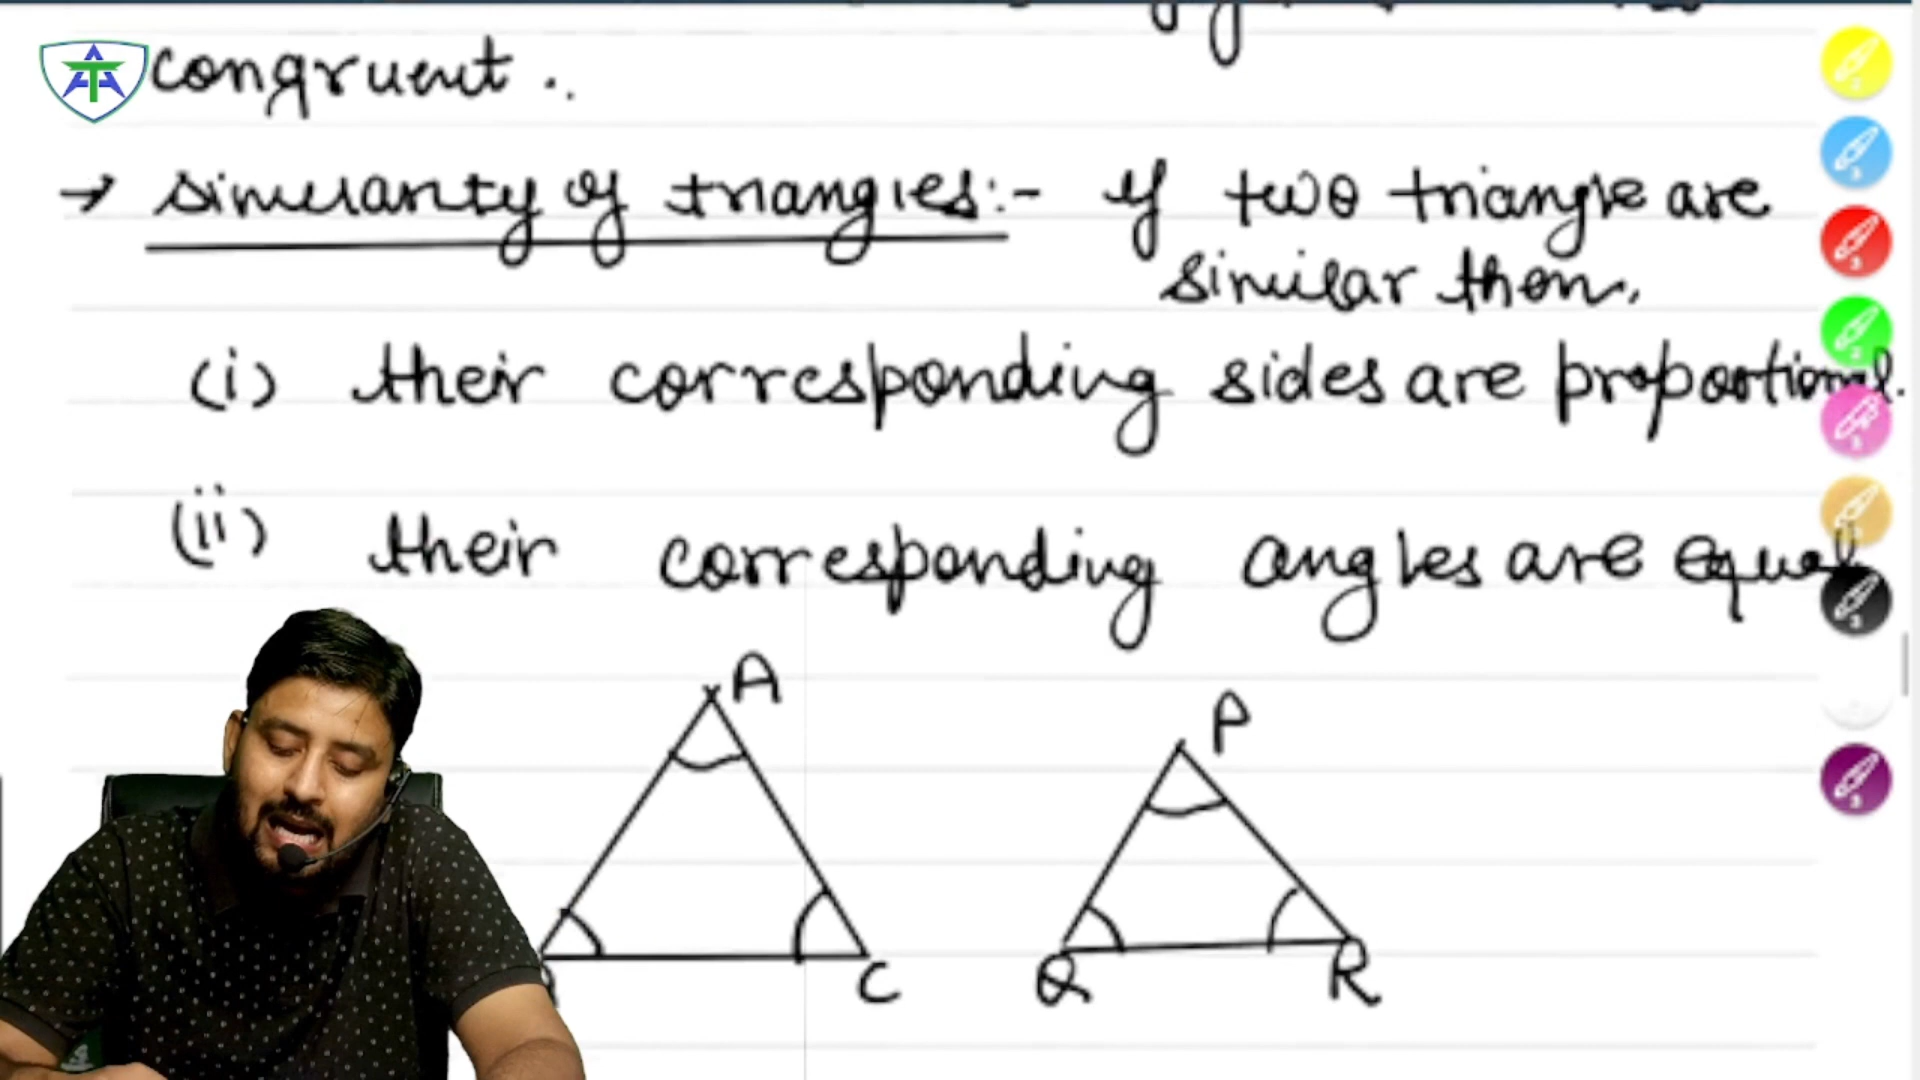 congruent ..
→ similarity of triangles:- If two triangle are
similar then,
(i) their corresponding sides are proportional.
(ii) their corresponding angles are equal
A
P
C
Q
R